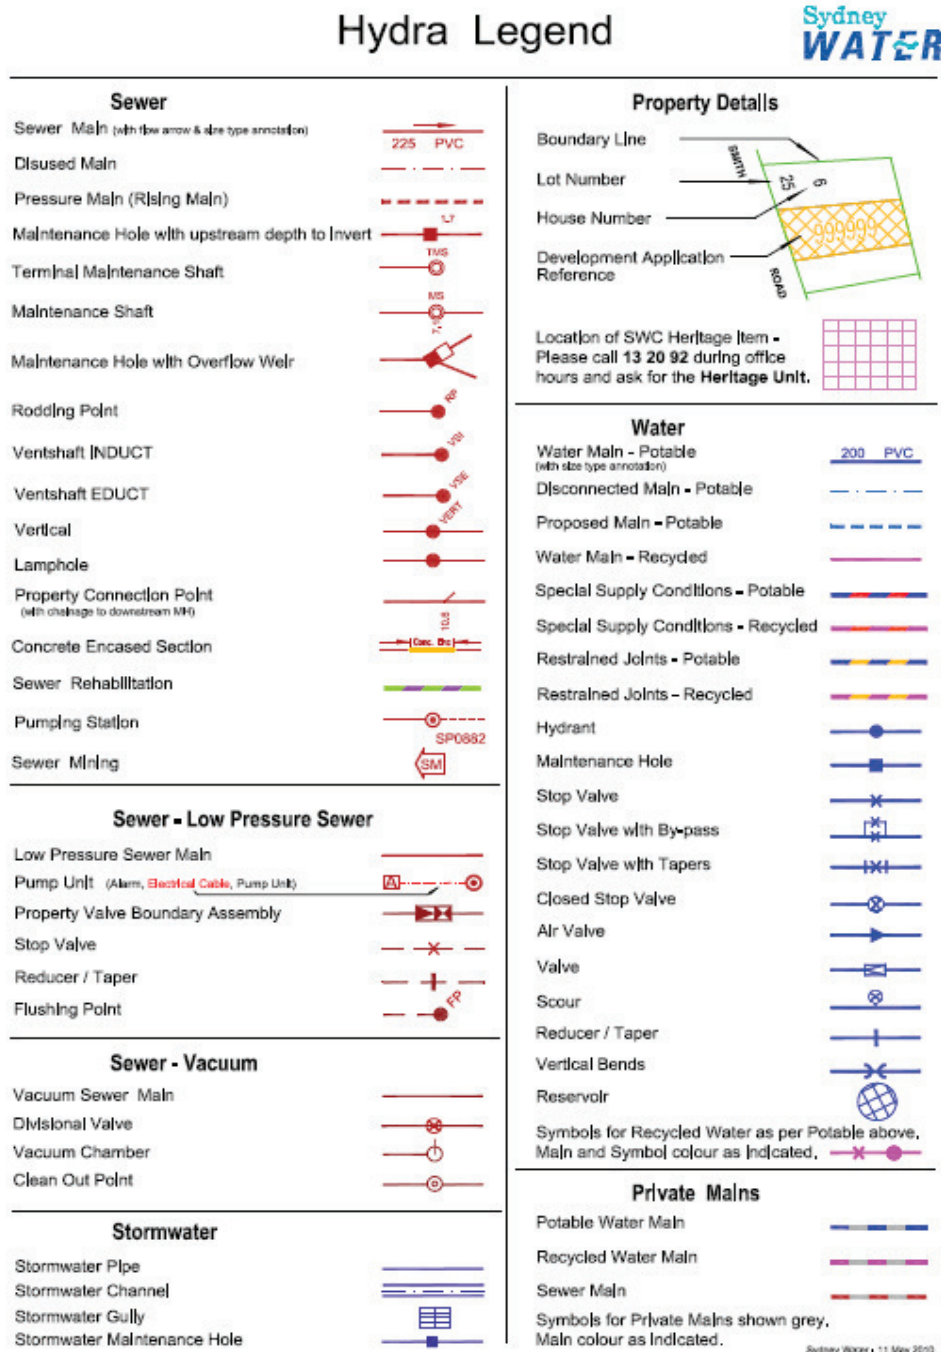 Hydra Legend
Sydney
WATER
Sewer
Sewer Main (with flow arrow & size type annotation)
225 PVC
Disused Main
Pressure Main (Rising Main)
Maintenance Hole with upstream depth to invert
1.7
Terminal Maintenance Shaft
TMS
Maintenance Shaft
MS
Maintenance Hole with Overflow Weir
Rodding Point
RP
Ventshaft INDUCT
VSI
Ventshaft EDUCT
VSE
Vertical
VERT
Lamphole
Property Connection Point
(with chainage to downstream MH)
10.6
Concrete Encased Section
Conc. Enc
Sewer Rehabilitation
Pumping Station
SP0882
Sewer Mining
SM
Sewer - Low Pressure Sewer
Low Pressure Sewer Main
Pump Unit (Alarm, Electrical Cable, Pump Unit)
A
Property Valve Boundary Assembly
Stop Valve
Reducer / Taper
Flushing Point
FP
Sewer - Vacuum
Vacuum Sewer Main
Divisional Valve
Vacuum Chamber
Clean Out Point
Stormwater
Stormwater Pipe
Stormwater Channel
Stormwater Gully
Stormwater Maintenance Hole
Property Details
Boundary Line
Lot Number
House Number
Development Application
Reference
SMITH
ROAD
25
6
999999
Location of SWC Heritage Item -
Please call 13 20 92 during office
hours and ask for the Heritage Unit.
Water
Water Main - Potable
(with size type annotation)
200 PVC
Disconnected Main - Potable
Proposed Main - Potable
Water Main - Recycled
Special Supply Conditions - Potable
Special Supply Conditions - Recycled
Restrained Joints - Potable
Restrained Joints - Recycled
Hydrant
Maintenance Hole
Stop Valve
Stop Valve with By-pass
Stop Valve with Tapers
Closed Stop Valve
Air Valve
Valve
Scour
Reducer / Taper
Vertical Bends
Reservoir
Symbols for Recycled Water as per Potable above,
Main and Symbol colour as Indicated,
Private Mains
Potable Water Main
Recycled Water Main
Sewer Main
Symbols for Private Mains shown grey,
Main colour as Indicated.
Sydney Water - 11 May 2010